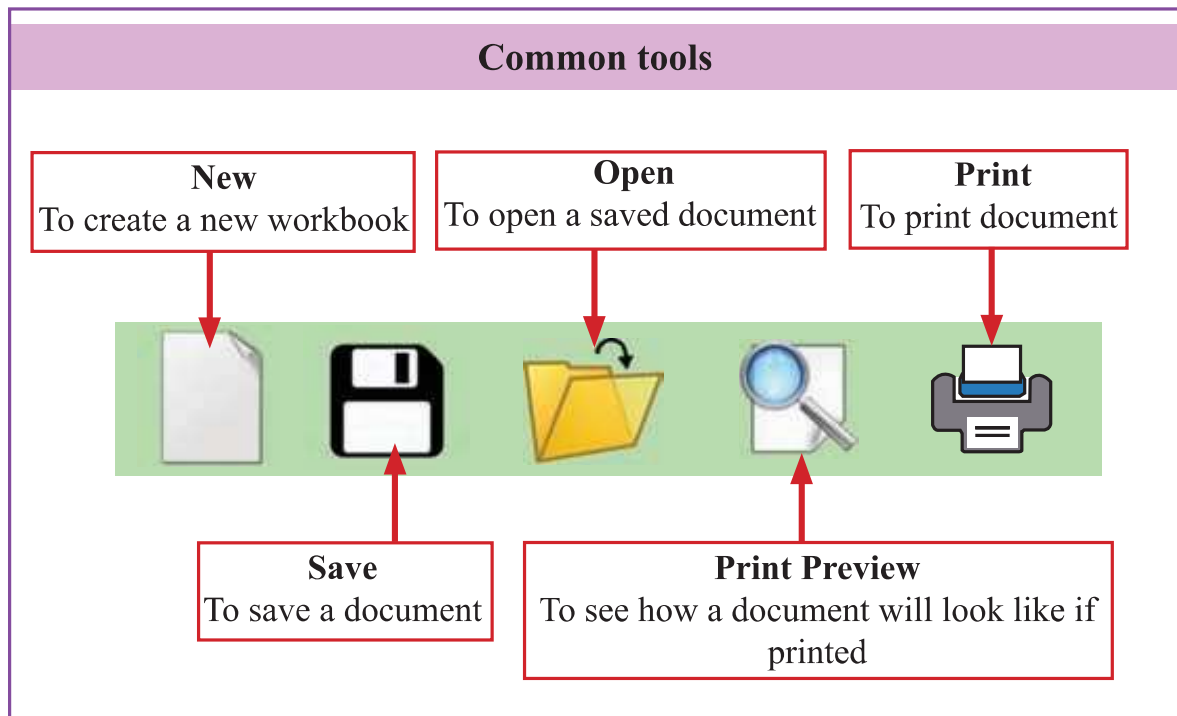 Common tools
New
To create a new workbook
Open
To open a saved document
Print
To print document
Save
To save a document
Print Preview
To see how a document will look like if
printed